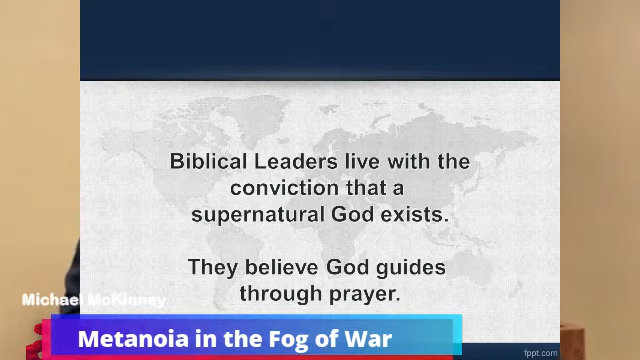 Biblical Leaders live with the
conviction that a
supernatural God exists.
They believe God guides
through prayer.
Michael McKinney
Metanoia in the Fog of War
fppt.com